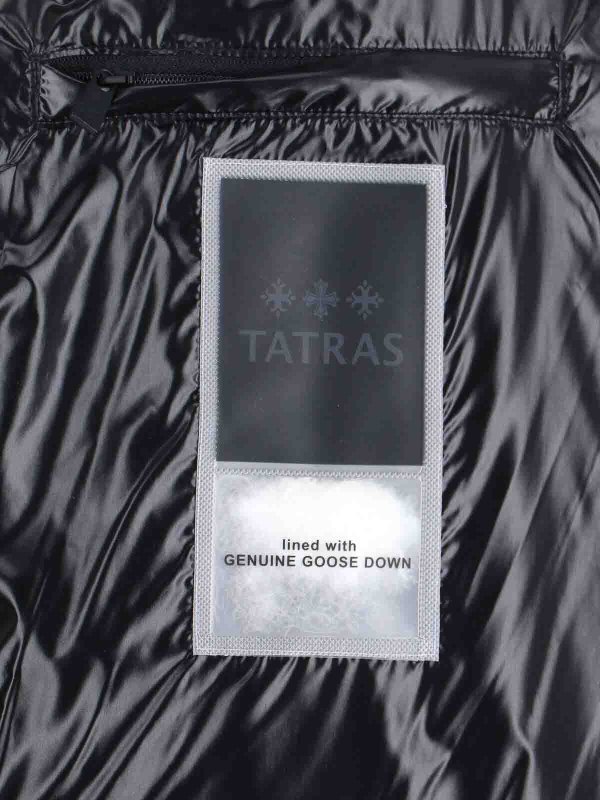 TATRAS
lined with
GENUINE GOOSE DOWN